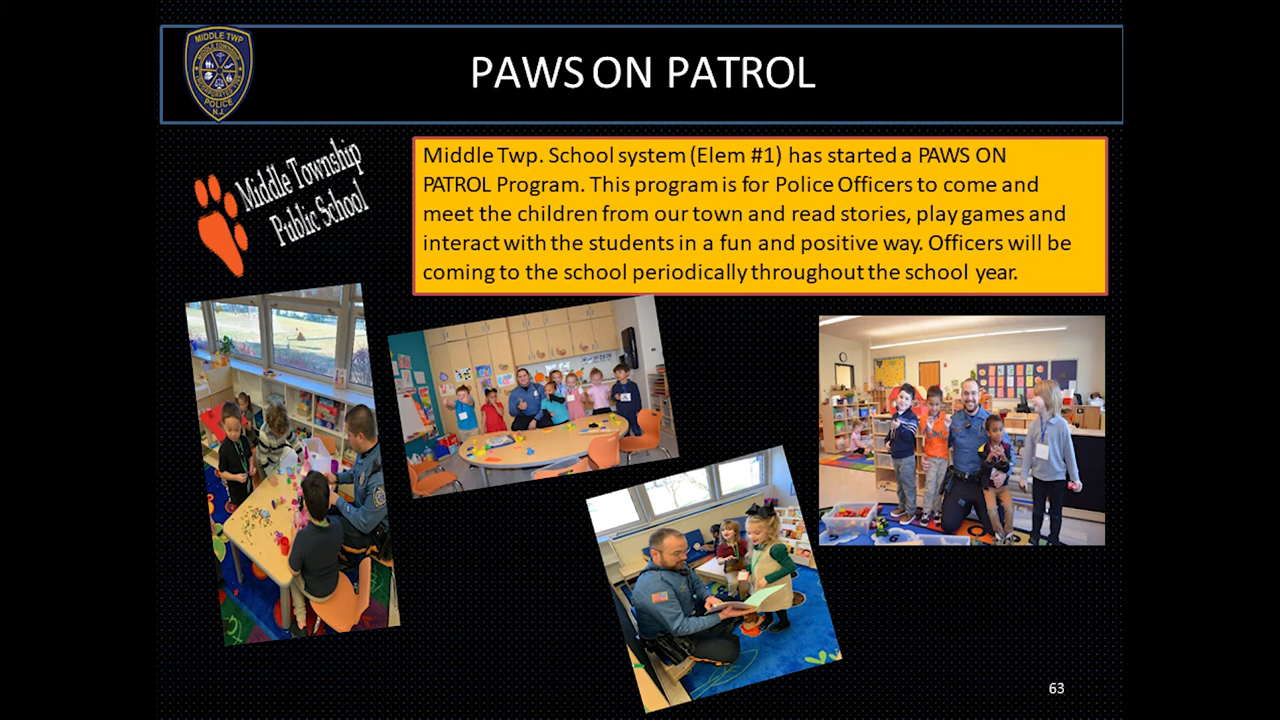 MIDDLE TWP
POLICE
N.J.
PAWS ON PATROL
Middle Township
Public School
Middle Twp. School system (Elem #1) has started a PAWS ON
PATROL Program. This program is for Police Officers to come and
meet the children from our town and read stories, play games and
interact with the students in a fun and positive way. Officers will be
coming to the school periodically throughout the school year.
63